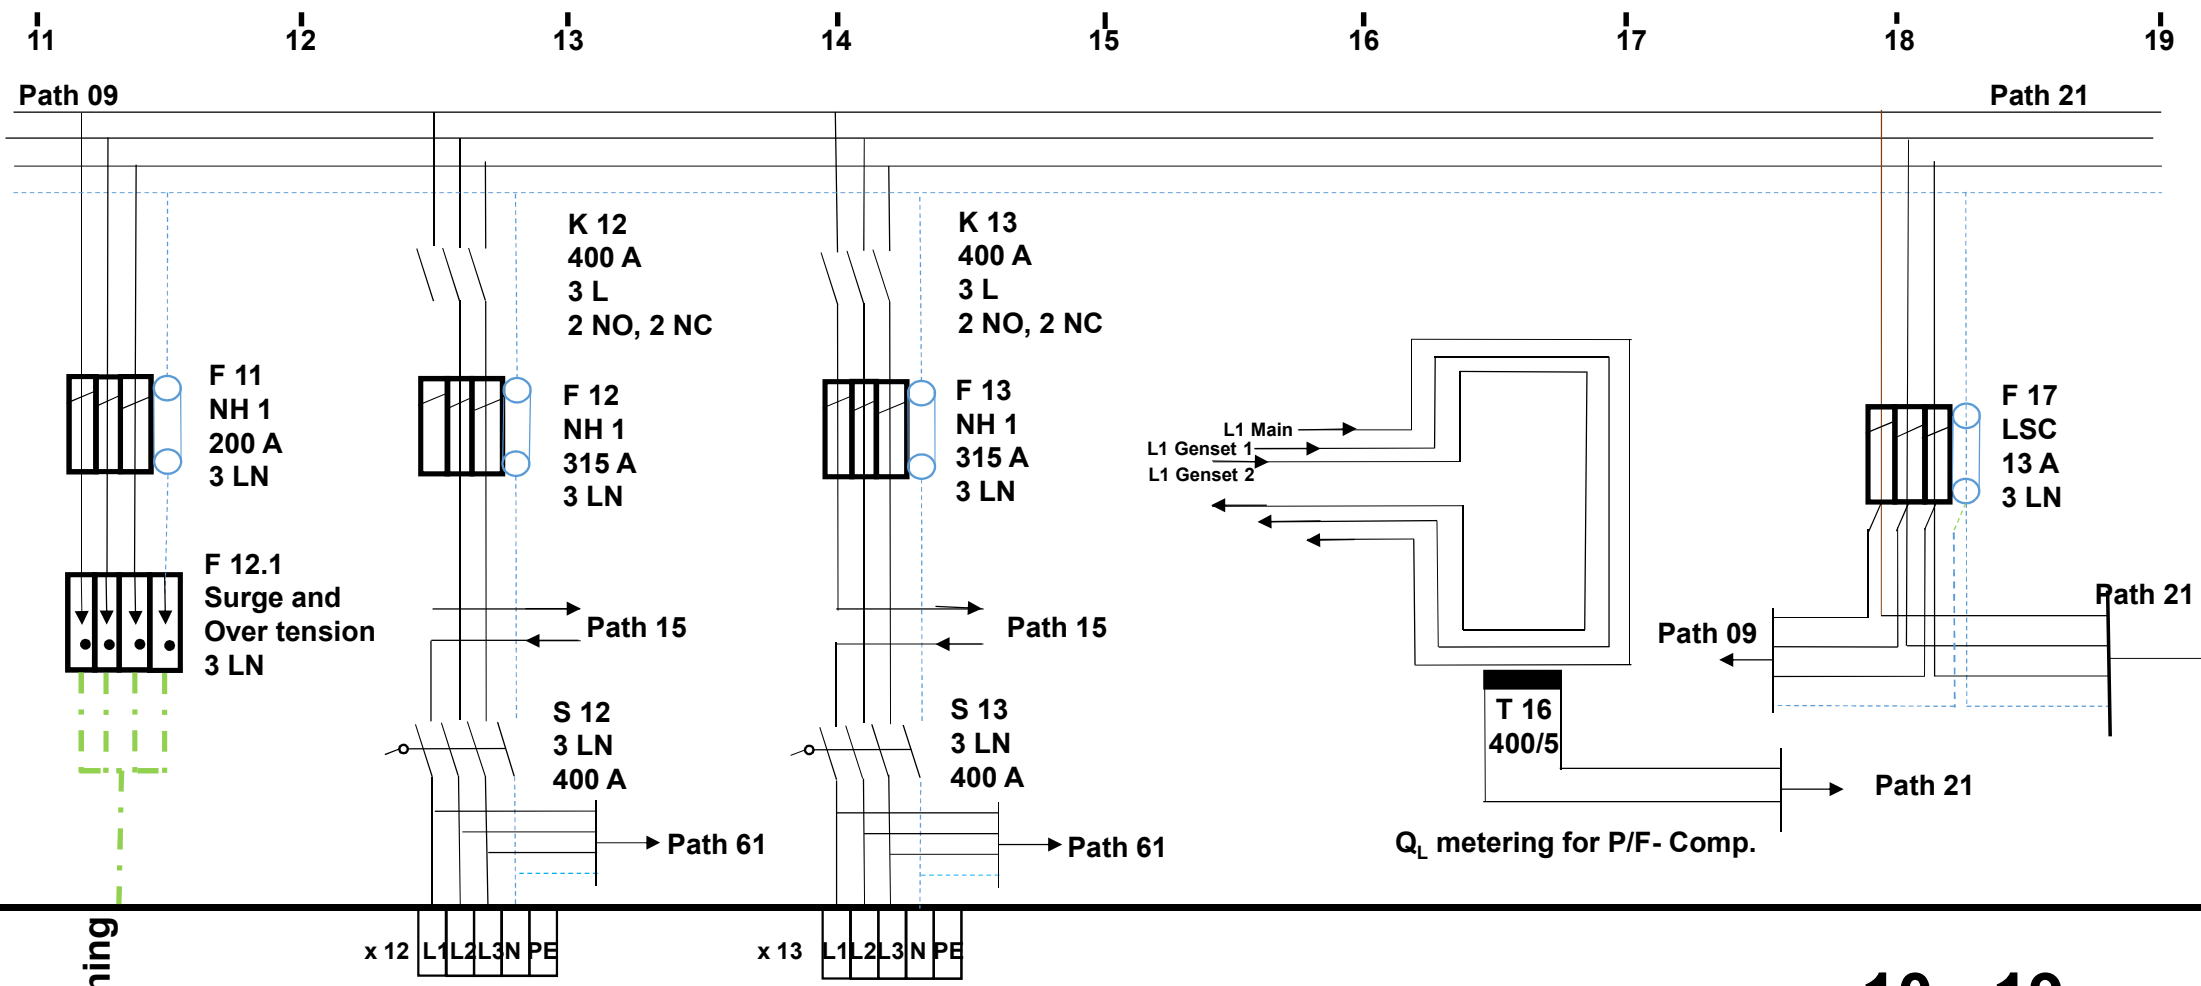 11 12 13 14 15 16 17 18 19
Path 09
Path 21
K 12
400 A
3 L
2 NO, 2 NC
K 13
400 A
3 L
2 NO, 2 NC
F 11
NH 1
200 A
3 LN
F 12
NH 1
315 A
3 LN
F 13
NH 1
315 A
3 LN
L1 Main
L1 Genset 1
L1 Genset 2
F 17
LSC
13 A
3 LN
F 12.1
Surge and
Over tension
3 LN
Path 15
Path 15
Path 09
Path 21
S 12
3 LN
400 A
S 13
3 LN
400 A
T 16
400/5
Path 21
Path 61
Path 61
QL metering for P/F- Comp.
x 12 L1 L2 L3 N PE
x 13 L1 L2 L3 N PE